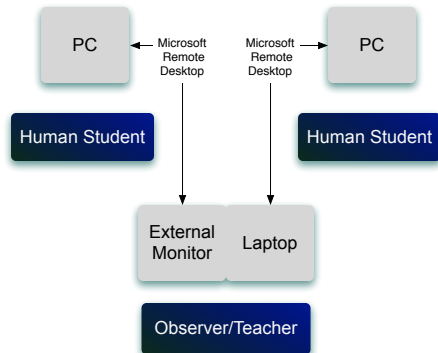 PC
Microsoft
Remote
Desktop
Microsoft
Remote
Desktop
PC
Human Student
Human Student
External
Monitor
Laptop
Observer/Teacher